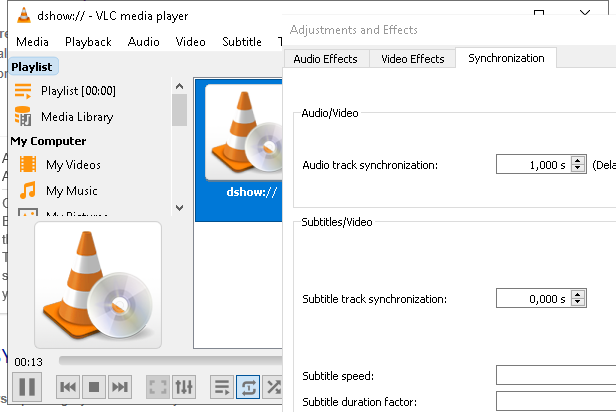 dshow:// - VLC media player
Media Playback Audio Video Subtitle T
Playlist
Playlist [00:00]
Media Library
My Computer
My Videos
My Music
My Pictures
dshow://
00:13
Adjustments and Effects
Audio Effects Video Effects Synchronization
Audio/Video
Audio track synchronization: 1,000 s (Dela
Subtitles/Video
Subtitle track synchronization: 0,000 s
Subtitle speed:
Subtitle duration factor: